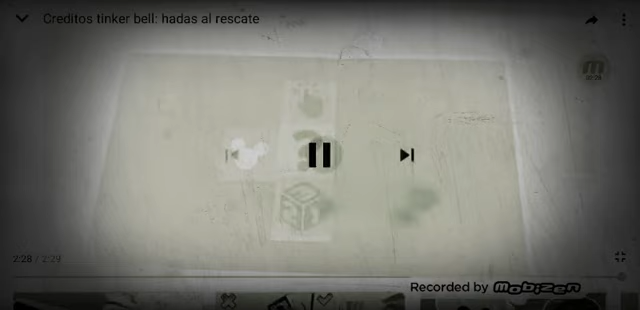 Creditos tinker bell: hadas al rescate
2:28 / 2:29
Recorded by Mobizen